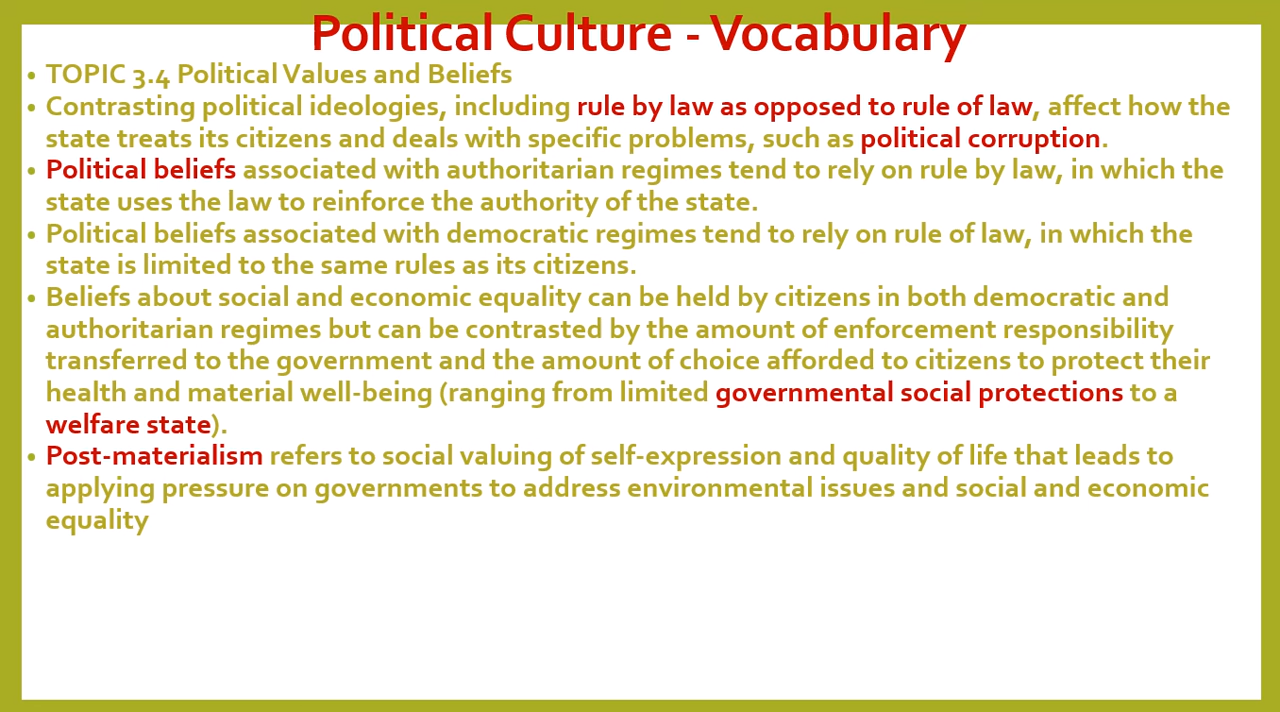 Political Culture - Vocabulary
• TOPIC 3.4 Political Values and Beliefs
• Contrasting political ideologies, including rule by law as opposed to rule of law, affect how the
state treats its citizens and deals with specific problems, such as political corruption.
• Political beliefs associated with authoritarian regimes tend to rely on rule by law, in which the
state uses the law to reinforce the authority of the state.
• Political beliefs associated with democratic regimes tend to rely on rule of law, in which the
state is limited to the same rules as its citizens.
• Beliefs about social and economic equality can be held by citizens in both democratic and
authoritarian regimes but can be contrasted by the amount of enforcement responsibility
transferred to the government and the amount of choice afforded to citizens to protect their
health and material well-being (ranging from limited governmental social protections to a
welfare state).
• Post-materialism refers to social valuing of self-expression and quality of life that leads to
applying pressure on governments to address environmental issues and social and economic
equality